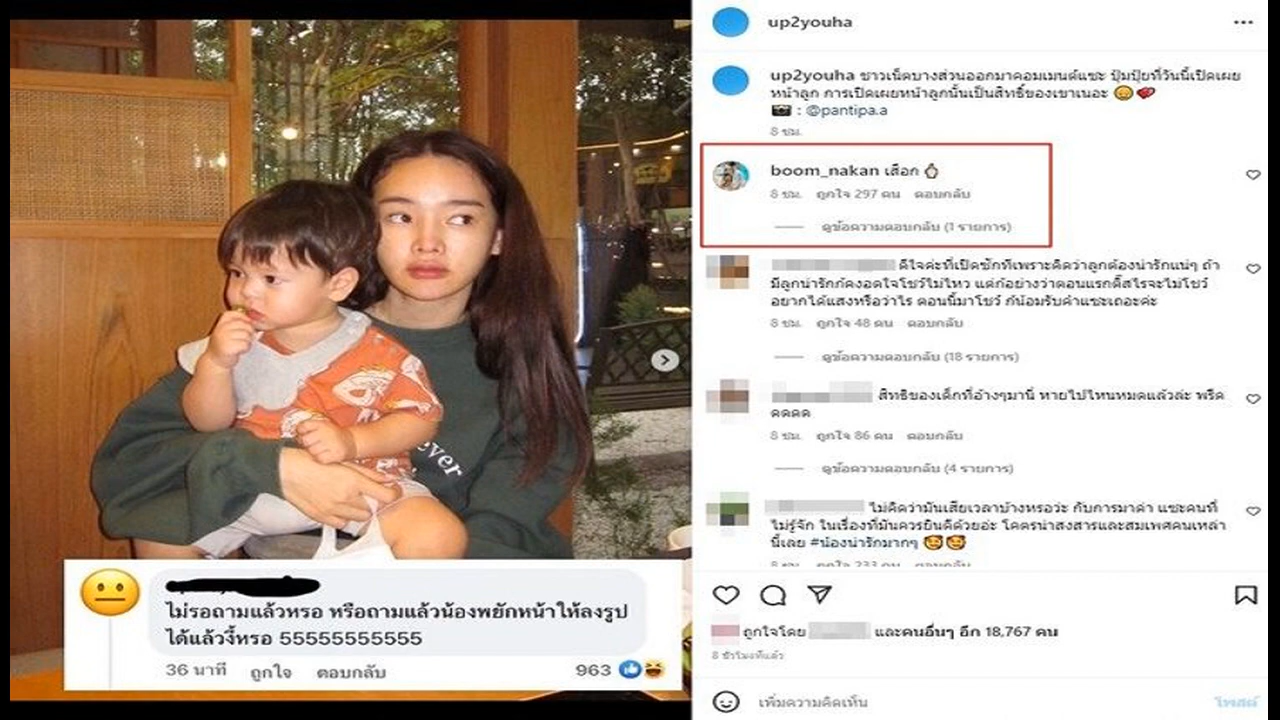 up2youha
up2youha ชาวเน็ตบางส่วนออกมาคอมเมนต์แซะ ปุ้มปุ้ยที่วันนี้เปิดเผย
หน้าลูก การเปิดเผยหน้าลูกนั้นเป็นสิทธิ์ของเขาเนอะ 😊💕
📷 : @pantipa.a
8 ชม.
boom_nakan เสือก
8 ชม. ถูกใจ 297 คน ตอบกลับ
ดูข้อความตอบกลับ (1 รายการ)
ดีใจค่ะที่เปิดซักทีเพราะคิดว่าลูกต้องน่ารักแน่ๆ ถ้า
มีลูกน่ารักก้คงอดใจโชว์ไม่ไหว แต่ก้อย่างว่าตอนแรกดี้สไรจะไม่โชว์
อยากได้แสงหรือว่าไร ตอนนี้มาโชว์ ก้น้อมรับคำแซะเถอะค่ะ
8 ชม. ถูกใจ 48 คน ตอบกลับ
ดูข้อความตอบกลับ (18 รายการ)
สิทธิของเด็กที่อ้างๆมานี่ หายไปไหนหมดแล้วล่ะ พรืด
ดดดด
8 ชม. ถูกใจ 86 คน ตอบกลับ
ดูข้อความตอบกลับ (4 รายการ)
ไม่คิดว่ามันเสียเวลาบ้างหรอว่ะ กับการมาด่า แซะคนที่
ไม่รู้จัก ในเรื่องที่มันควรยินดีด้วยอ่ะ โคตรน่าสงสารและสมเพศคนเหล่า
นี้เลย #น้องน่ารักมากๆ 🥰🥰
8 ชม. ถูกใจ 233 คน ตอบกลับ
ถูกใจโดย และคนอื่นๆ อีก 18,767 คน
8 ชั่วโมงที่แล้ว
เพิ่มความคิดเห็น
โพสต์
ever
ไม่รอถามแล้วหรอ หรือถามแล้วน้องพยักหน้าให้ลงรูป
ได้แล้วงี้หรอ 55555555555
36 นาที ถูกใจ ตอบกลับ 963